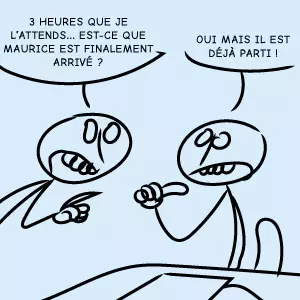 3 HEURES QUE JE
L'ATTENDS... EST-CE QUE
MAURICE EST FINALEMENT
ARRIVÉ ?
OUI MAIS IL EST
DÉJÀ PARTI !